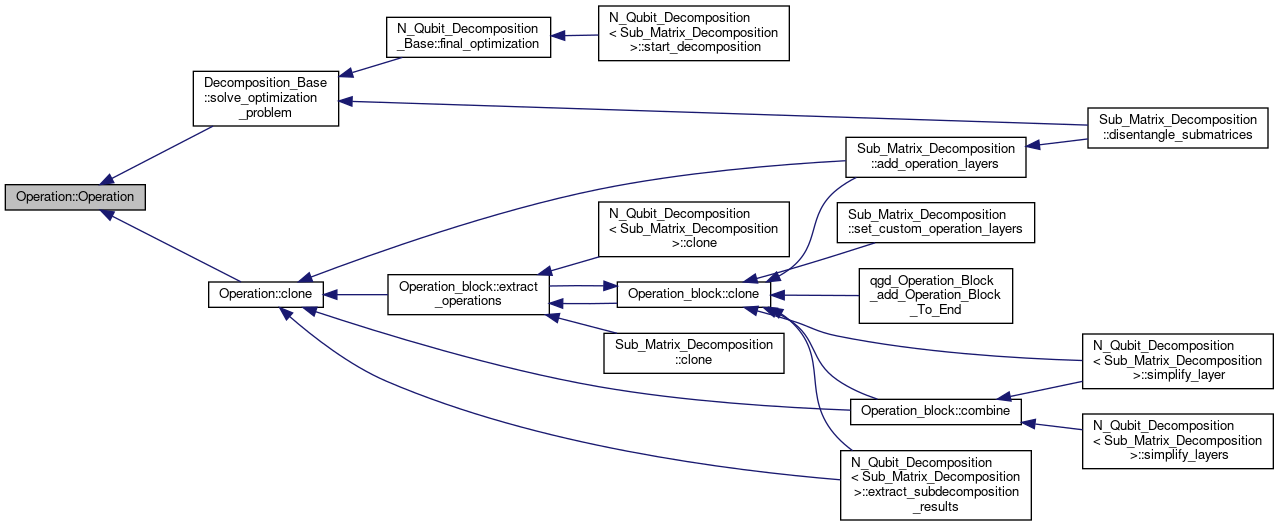 Operation::Operation
Decomposition_Base
::solve_optimization
_problem
N_Qubit_Decomposition
_Base::final_optimization
N_Qubit_Decomposition
< Sub_Matrix_Decomposition
>::start_decomposition
Sub_Matrix_Decomposition
::disentangle_submatrices
Sub_Matrix_Decomposition
::add_operation_layers
Operation::clone
Operation_block::extract
_operations
N_Qubit_Decomposition
< Sub_Matrix_Decomposition
>::clone
Operation_block::clone
Sub_Matrix_Decomposition
::clone
Sub_Matrix_Decomposition
::set_custom_operation_layers
qgd_Operation_Block
_add_Operation_Block
_To_End
N_Qubit_Decomposition
< Sub_Matrix_Decomposition
>::simplify_layer
Operation_block::combine
N_Qubit_Decomposition
< Sub_Matrix_Decomposition
>::simplify_layers
N_Qubit_Decomposition
< Sub_Matrix_Decomposition
>::extract_subdecomposition
_results